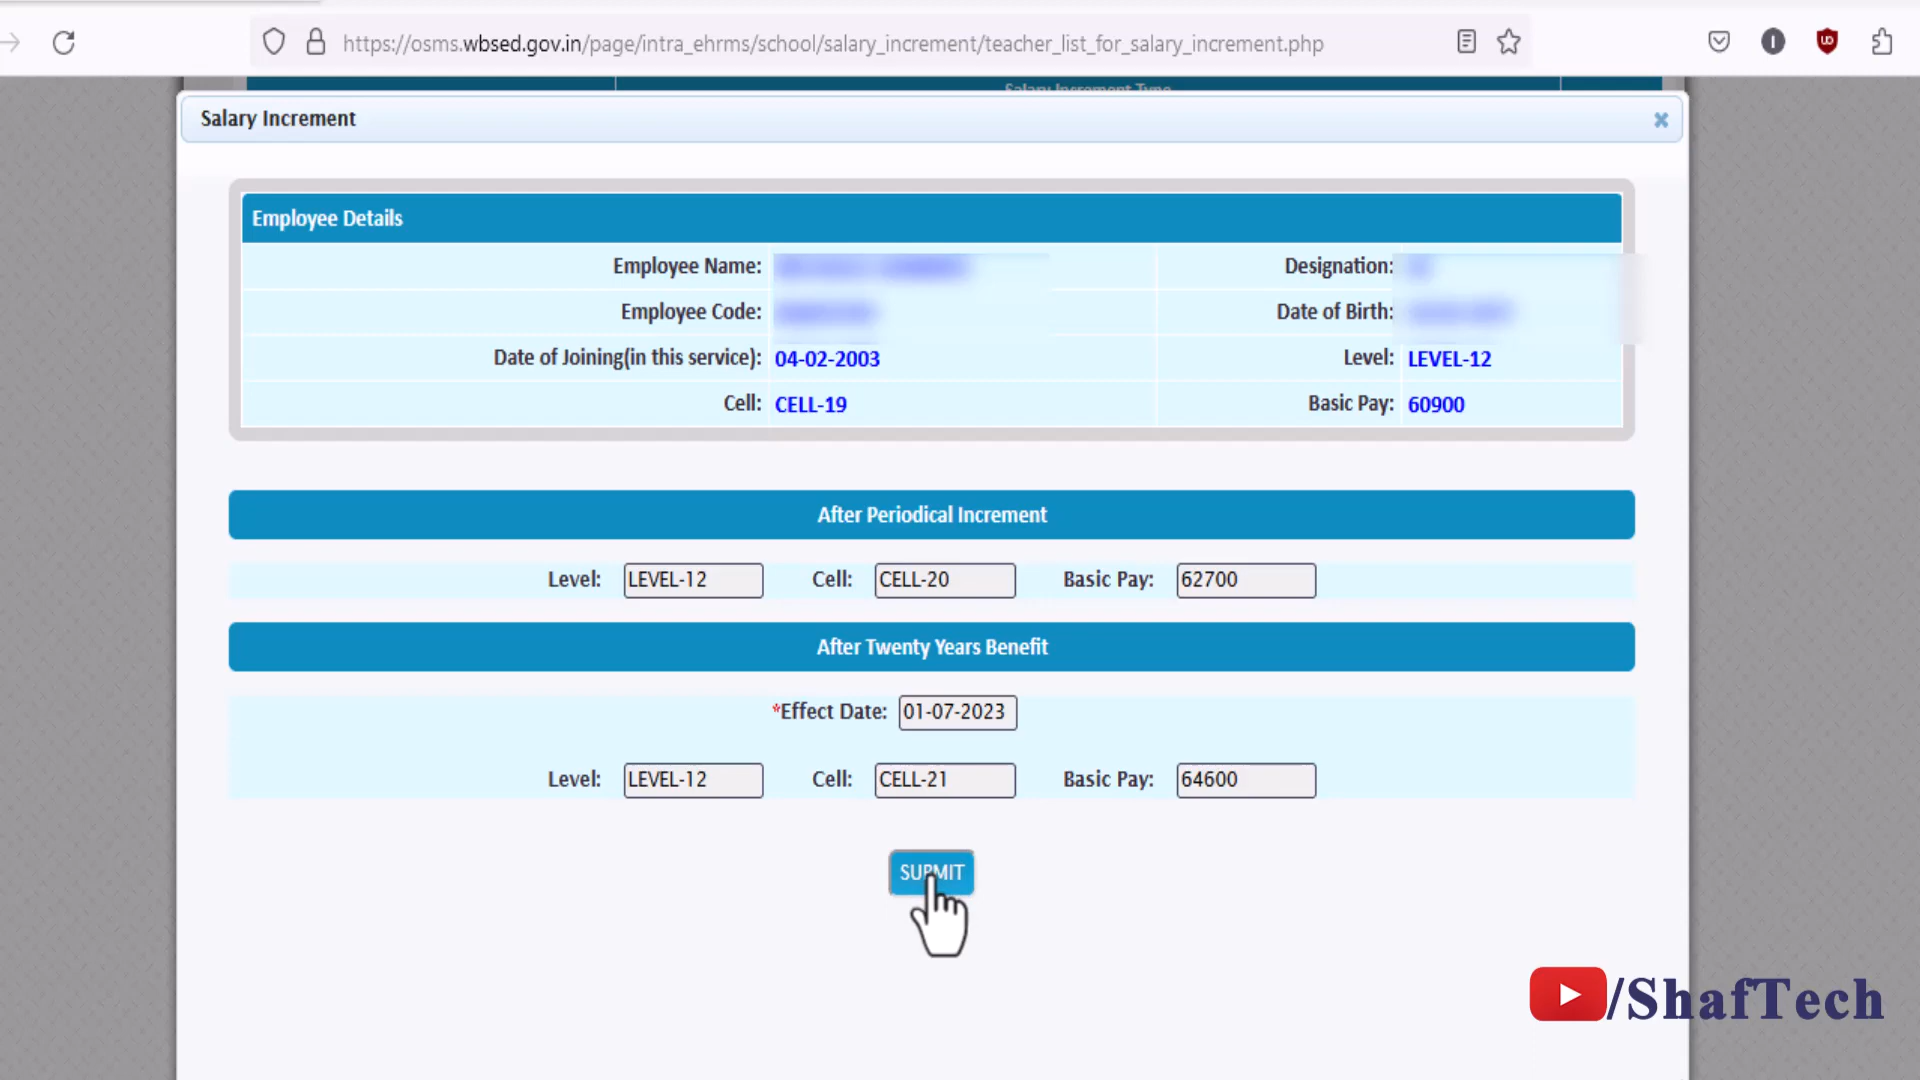 https://osms.wbsed.gov.in/page/intra_ehrms/school/salary_increment/teacher_list_for_salary_increment.php
Salary Increment Type
Salary Increment
Employee Details
Employee Name: Designation:
Employee Code: Date of Birth:
Date of Joining(in this service): 04-02-2003 Level: LEVEL-12
Cell: CELL-19 Basic Pay: 60900
After Periodical Increment
Level: LEVEL-12 Cell: CELL-20 Basic Pay: 62700
After Twenty Years Benefit
*Effect Date: 01-07-2023
Level: LEVEL-12 Cell: CELL-21 Basic Pay: 64600
SUBMIT
/ShafTech